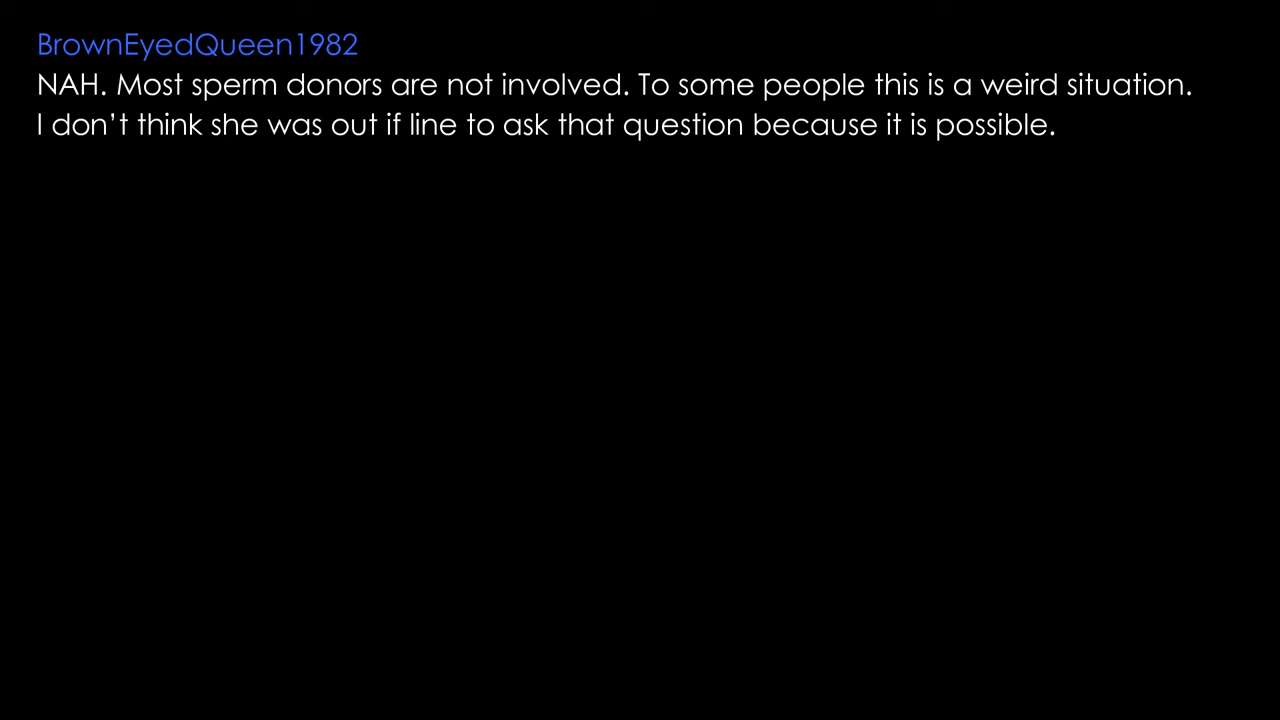 BrownEyedQueen1982
NAH. Most sperm donors are not involved. To some people this is a weird situation.
I don’t think she was out if line to ask that question because it is possible.